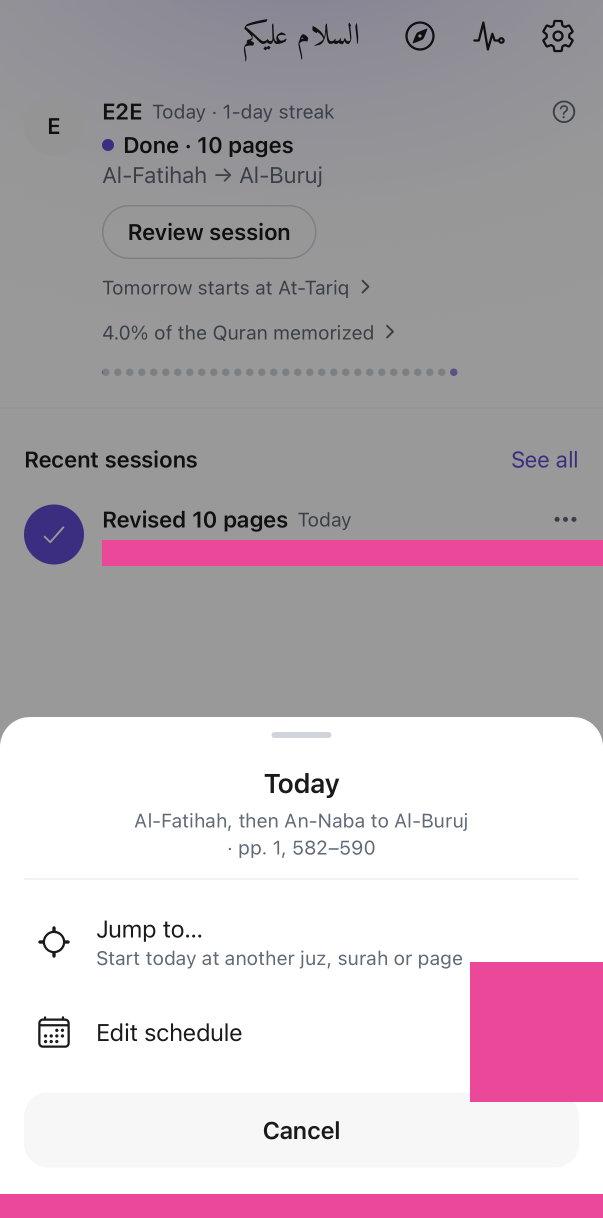 السلام عليكم
E
E2E Today · 1-day streak
Done · 10 pages
Al-Fatihah → Al-Buruj
Review session
Tomorrow starts at At-Tariq >
4.0% of the Quran memorized >
Recent sessions See all
Revised 10 pages Today
Today
Al-Fatihah, then An-Naba to Al-Buruj
· pp. 1, 582–590
Jump to...
Start today at another juz, surah or page
Edit schedule
Cancel